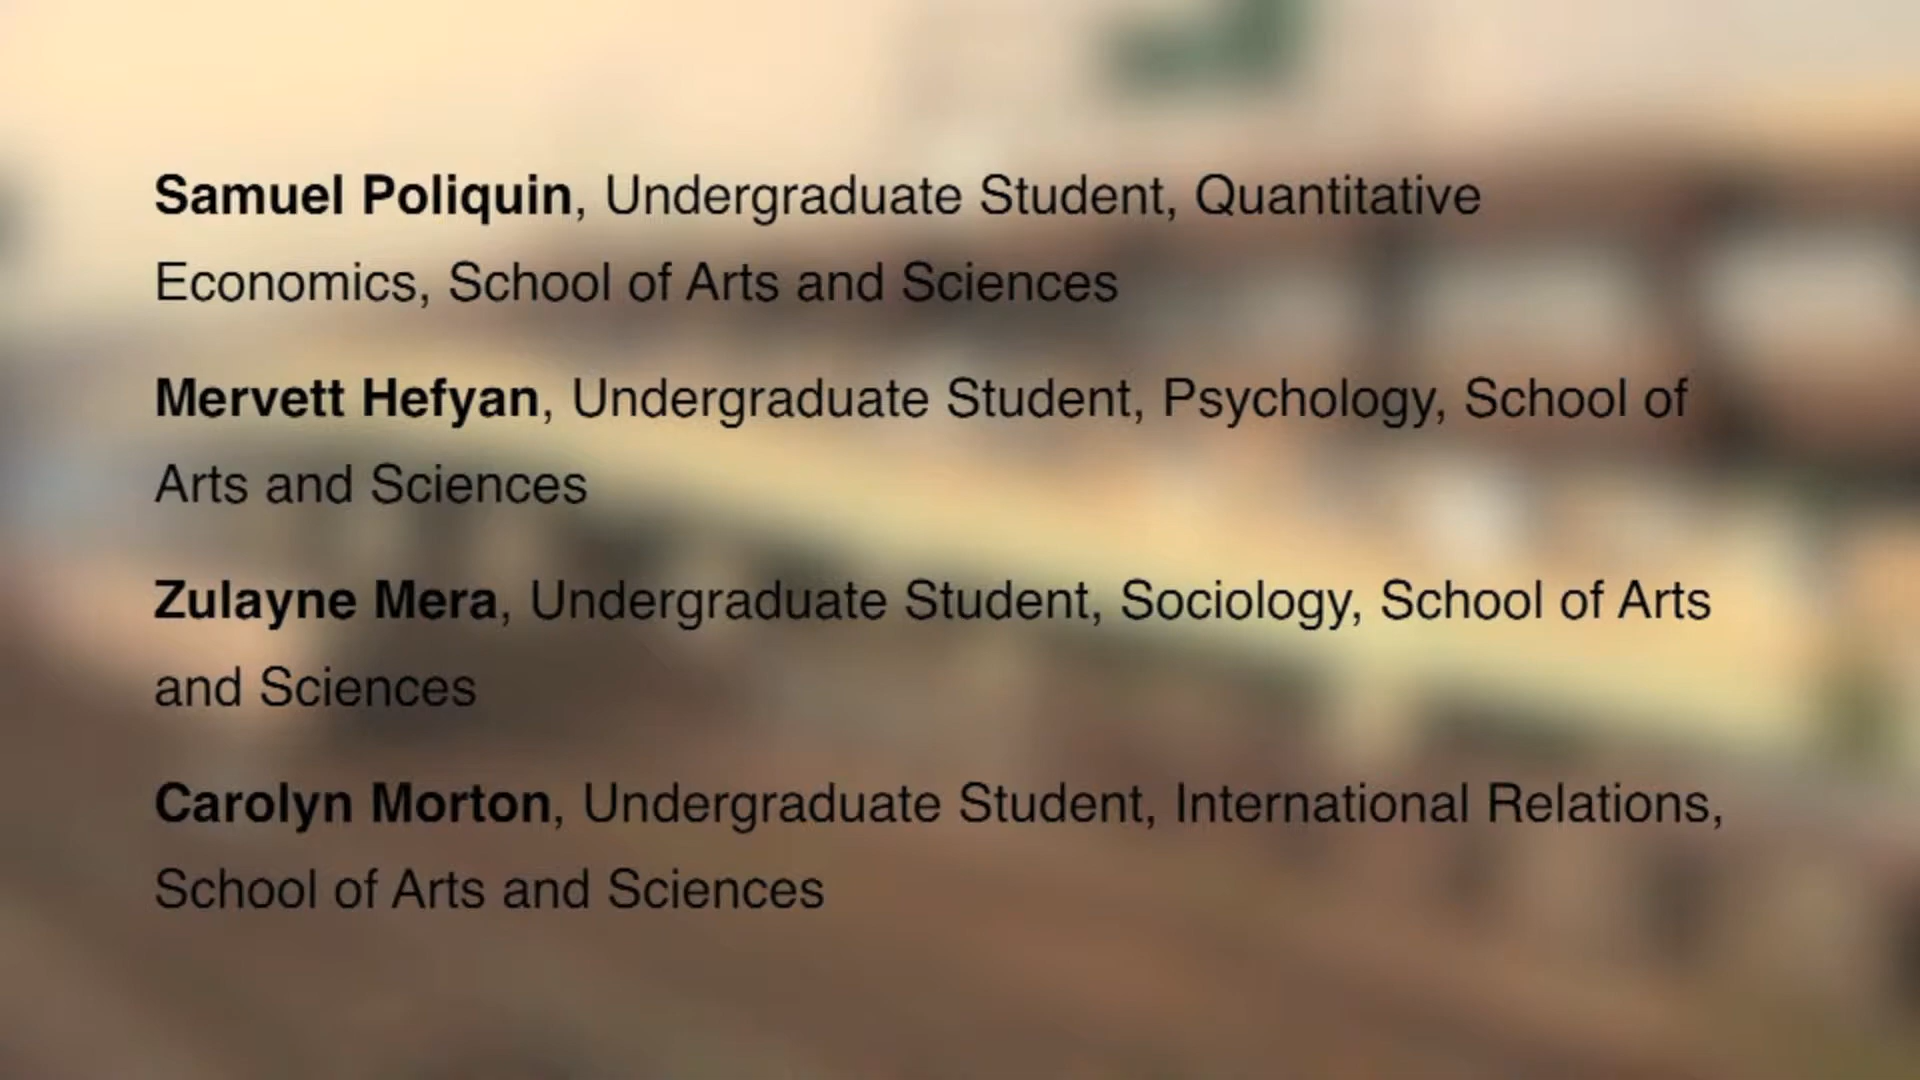 Samuel Poliquin, Undergraduate Student, Quantitative
Economics, School of Arts and Sciences
Mervett Hefyan, Undergraduate Student, Psychology, School of
Arts and Sciences
Zulayne Mera, Undergraduate Student, Sociology, School of Arts
and Sciences
Carolyn Morton, Undergraduate Student, International Relations,
School of Arts and Sciences